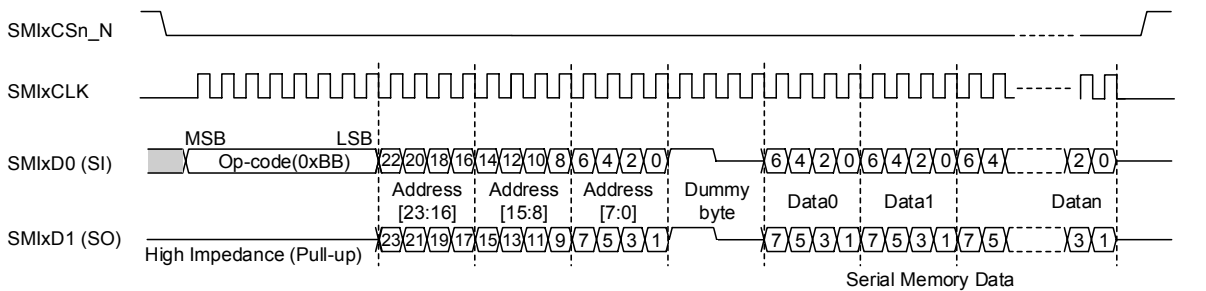 SMIxCSn_N
SMIxCLK
MSB LSB
SMIxD0 (SI) Op-code(0xBB) 22 20 18 16 14 12 10 8 6 4 2 0 6 4 2 0 6 4 2 0 6 4 2 0
Address Address Address Dummy Data0 Data1 Datan
[23:16] [15:8] [7:0] byte
SMIxD1 (SO) 23 21 19 17 15 13 11 9 7 5 3 1 7 5 3 1 7 5 3 1 7 5 3 1
High Impedance (Pull-up)
Serial Memory Data